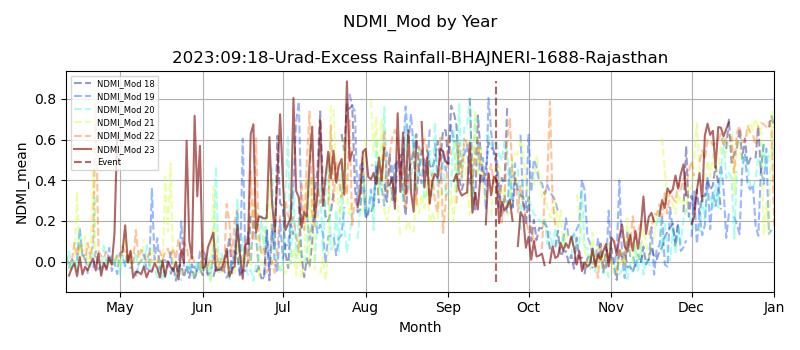 NDMI_Mod by Year
2023:09:18-Urad-Excess Rainfall-BHAJNERI-1688-Rajasthan
NDMI_mean
0.8
0.6
0.4
0.2
0.0
NDMI_Mod 18
NDMI_Mod 19
NDMI_Mod 20
NDMI_Mod 21
NDMI_Mod 22
NDMI_Mod 23
Event
May Jun Jul Aug Sep Oct Nov Dec Jan
Month